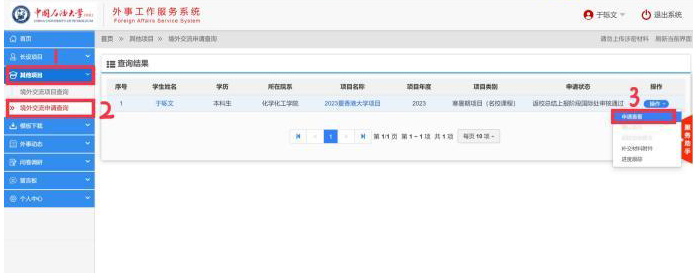 中国石油大学
外事工作服务系统
Foreign Affairs Service System
于砾文
退出系统
首页
首页 » 其他项目 » 境外交流申请查询
请勿上传涉密材料 刷新当前界面
长设项目
1
其他项目
境外交流项目查询
» 境外交流申请查询
2
模板下载
外事动态
问卷调研
留言板
个人中心
查询结果
序号 学生姓名 学历 所在院系 项目名称 项目年度 项目类别 申请状态 操作
1 本科生 化学化工学院 2023夏香港大学项目 2023 寒暑期项目（名校课程） 返校总结上报阶段国际处审核通过 操作
3
申请查看
补交材料附件
进度跟踪
1
第 1/1 页 第 1 ~ 1 项 共 1 项 每页 10 项
服务助手